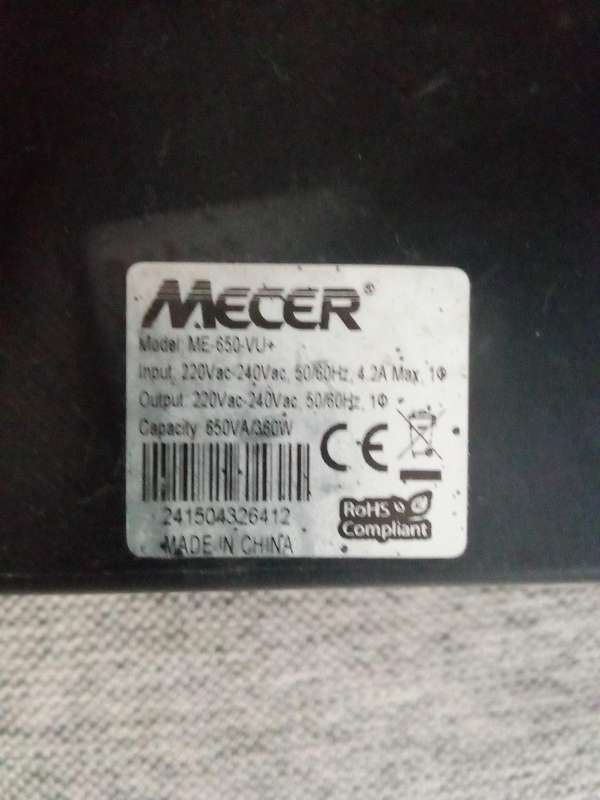 MECER®
Model: ME-650-VU+
Input: 220Vac-240Vac, 50/60Hz, 4.2A Max, 1Φ
Output: 220Vac-240Vac, 50/60Hz, 1Φ
Capacity: 650VA/360W
CE
241504326412
RoHS
Compliant
MADE IN CHINA